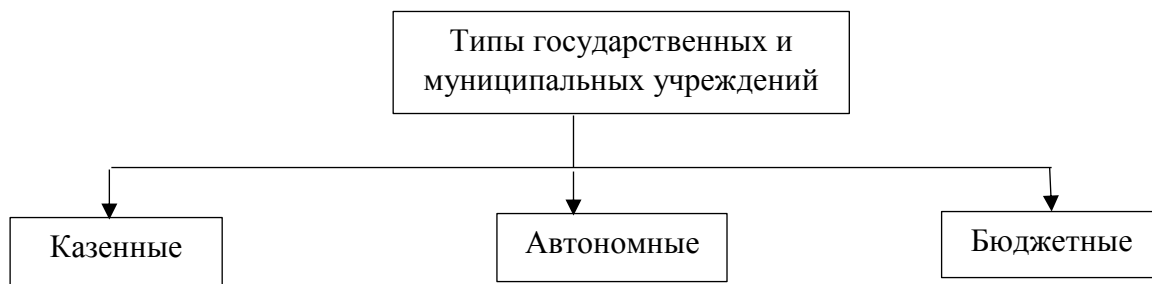 Типы государственных и
муниципальных учреждений
Казенные
Автономные
Бюджетные